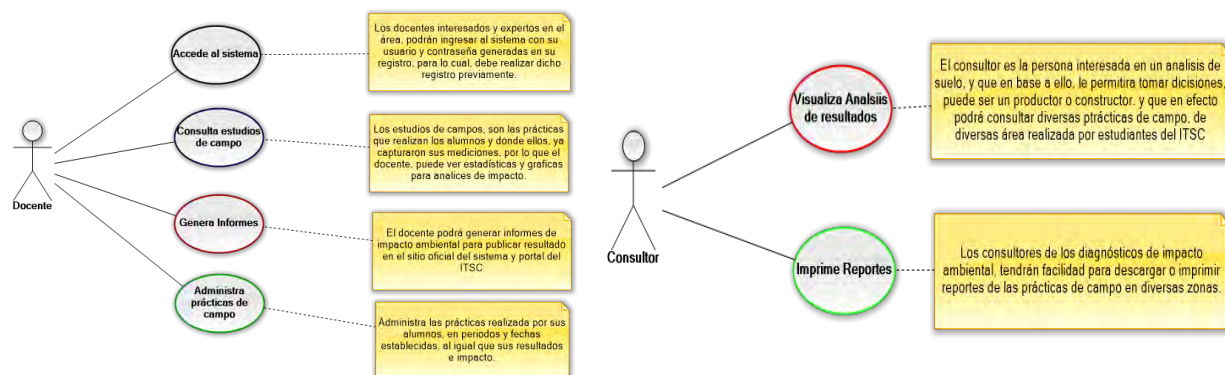 Docente
Accede al sistema
Los docentes interesados y expertos en el
área, podrán ingresar al sistema con su
usuario y contraseña generadas en su
registro, para lo cual, debe realizar dicho
registro previamente.
Consulta estudios
de campo
Los estudios de campos, son las prácticas
que realizan los alumnos y donde ellos, ya
capturaron sus mediciones, por lo que el
docente, puede ver estadísticas y graficas
para analices de impacto.
Genera Informes
El docente podrá generar informes de
impacto ambiental para publicar resultado
en el sitio oficial del sistema y portal del
ITSC
Administra
prácticas de
campo
Administra las prácticas realizada por sus
alumnos, en periodos y fechas
establecidas, al igual que sus resultados
e impacto.
Consultor
Visualiza Analsiis
de resultados
El consultor es la persona interesada en un analisis de
suelo, y que en base a ello, le permitira tomar dicisiones,
puede ser un productor o constructor. y que en efecto
podrá consultar diversas ptrácticas de campo, de
diversas área realizada por estudiantes del ITSC
Imprime Reportes
Los consultores de los diagnósticos de impacto
ambiental, tendrán facilidad para descargar o imprimir
reportes de las prácticas de campo en diversas zonas.